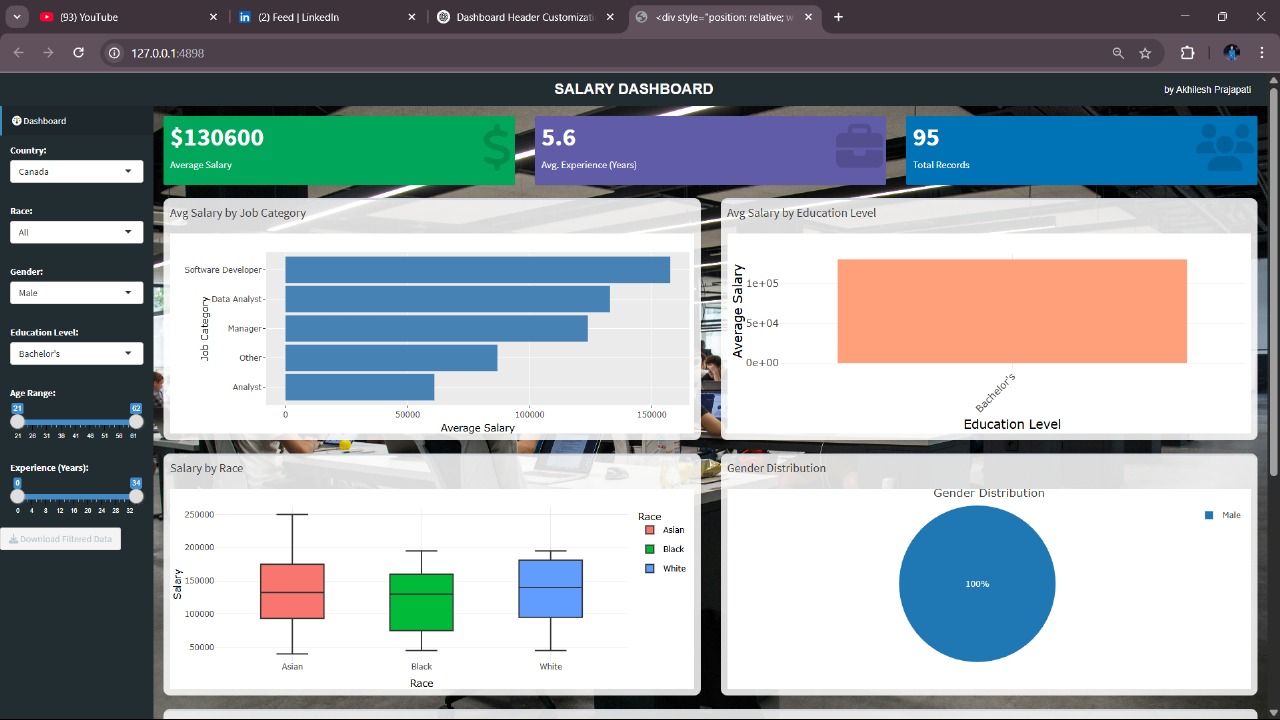 (93) YouTube
(2) Feed | LinkedIn
Dashboard Header Customizati
<div style="position: relative; w
127.0.0.1:4898
SALARY DASHBOARD
by Akhilesh Prajapati
Dashboard
Country:
Canada
Race:
All
Gender:
Male
Education Level:
Bachelor's
Age Range:
21 62
21 28 31 38 41 48 51 56 61
Experience (Years):
0 34
0 4 8 12 16 20 24 28 32
Download Filtered Data
$130600
Average Salary
5.6
Avg. Experience (Years)
95
Total Records
Avg Salary by Job Category
Job Category
Software Developer
Data Analyst
Manager
Other
Analyst
0 50000 100000 150000
Average Salary
Avg Salary by Education Level
Average Salary
1e+05
5e+04
0e+00
Bachelor's
Education Level
Salary by Race
Salary
250000
200000
150000
100000
50000
Asian Black White
Race
Race
Asian
Black
White
Gender Distribution
Gender Distribution
100%
Male